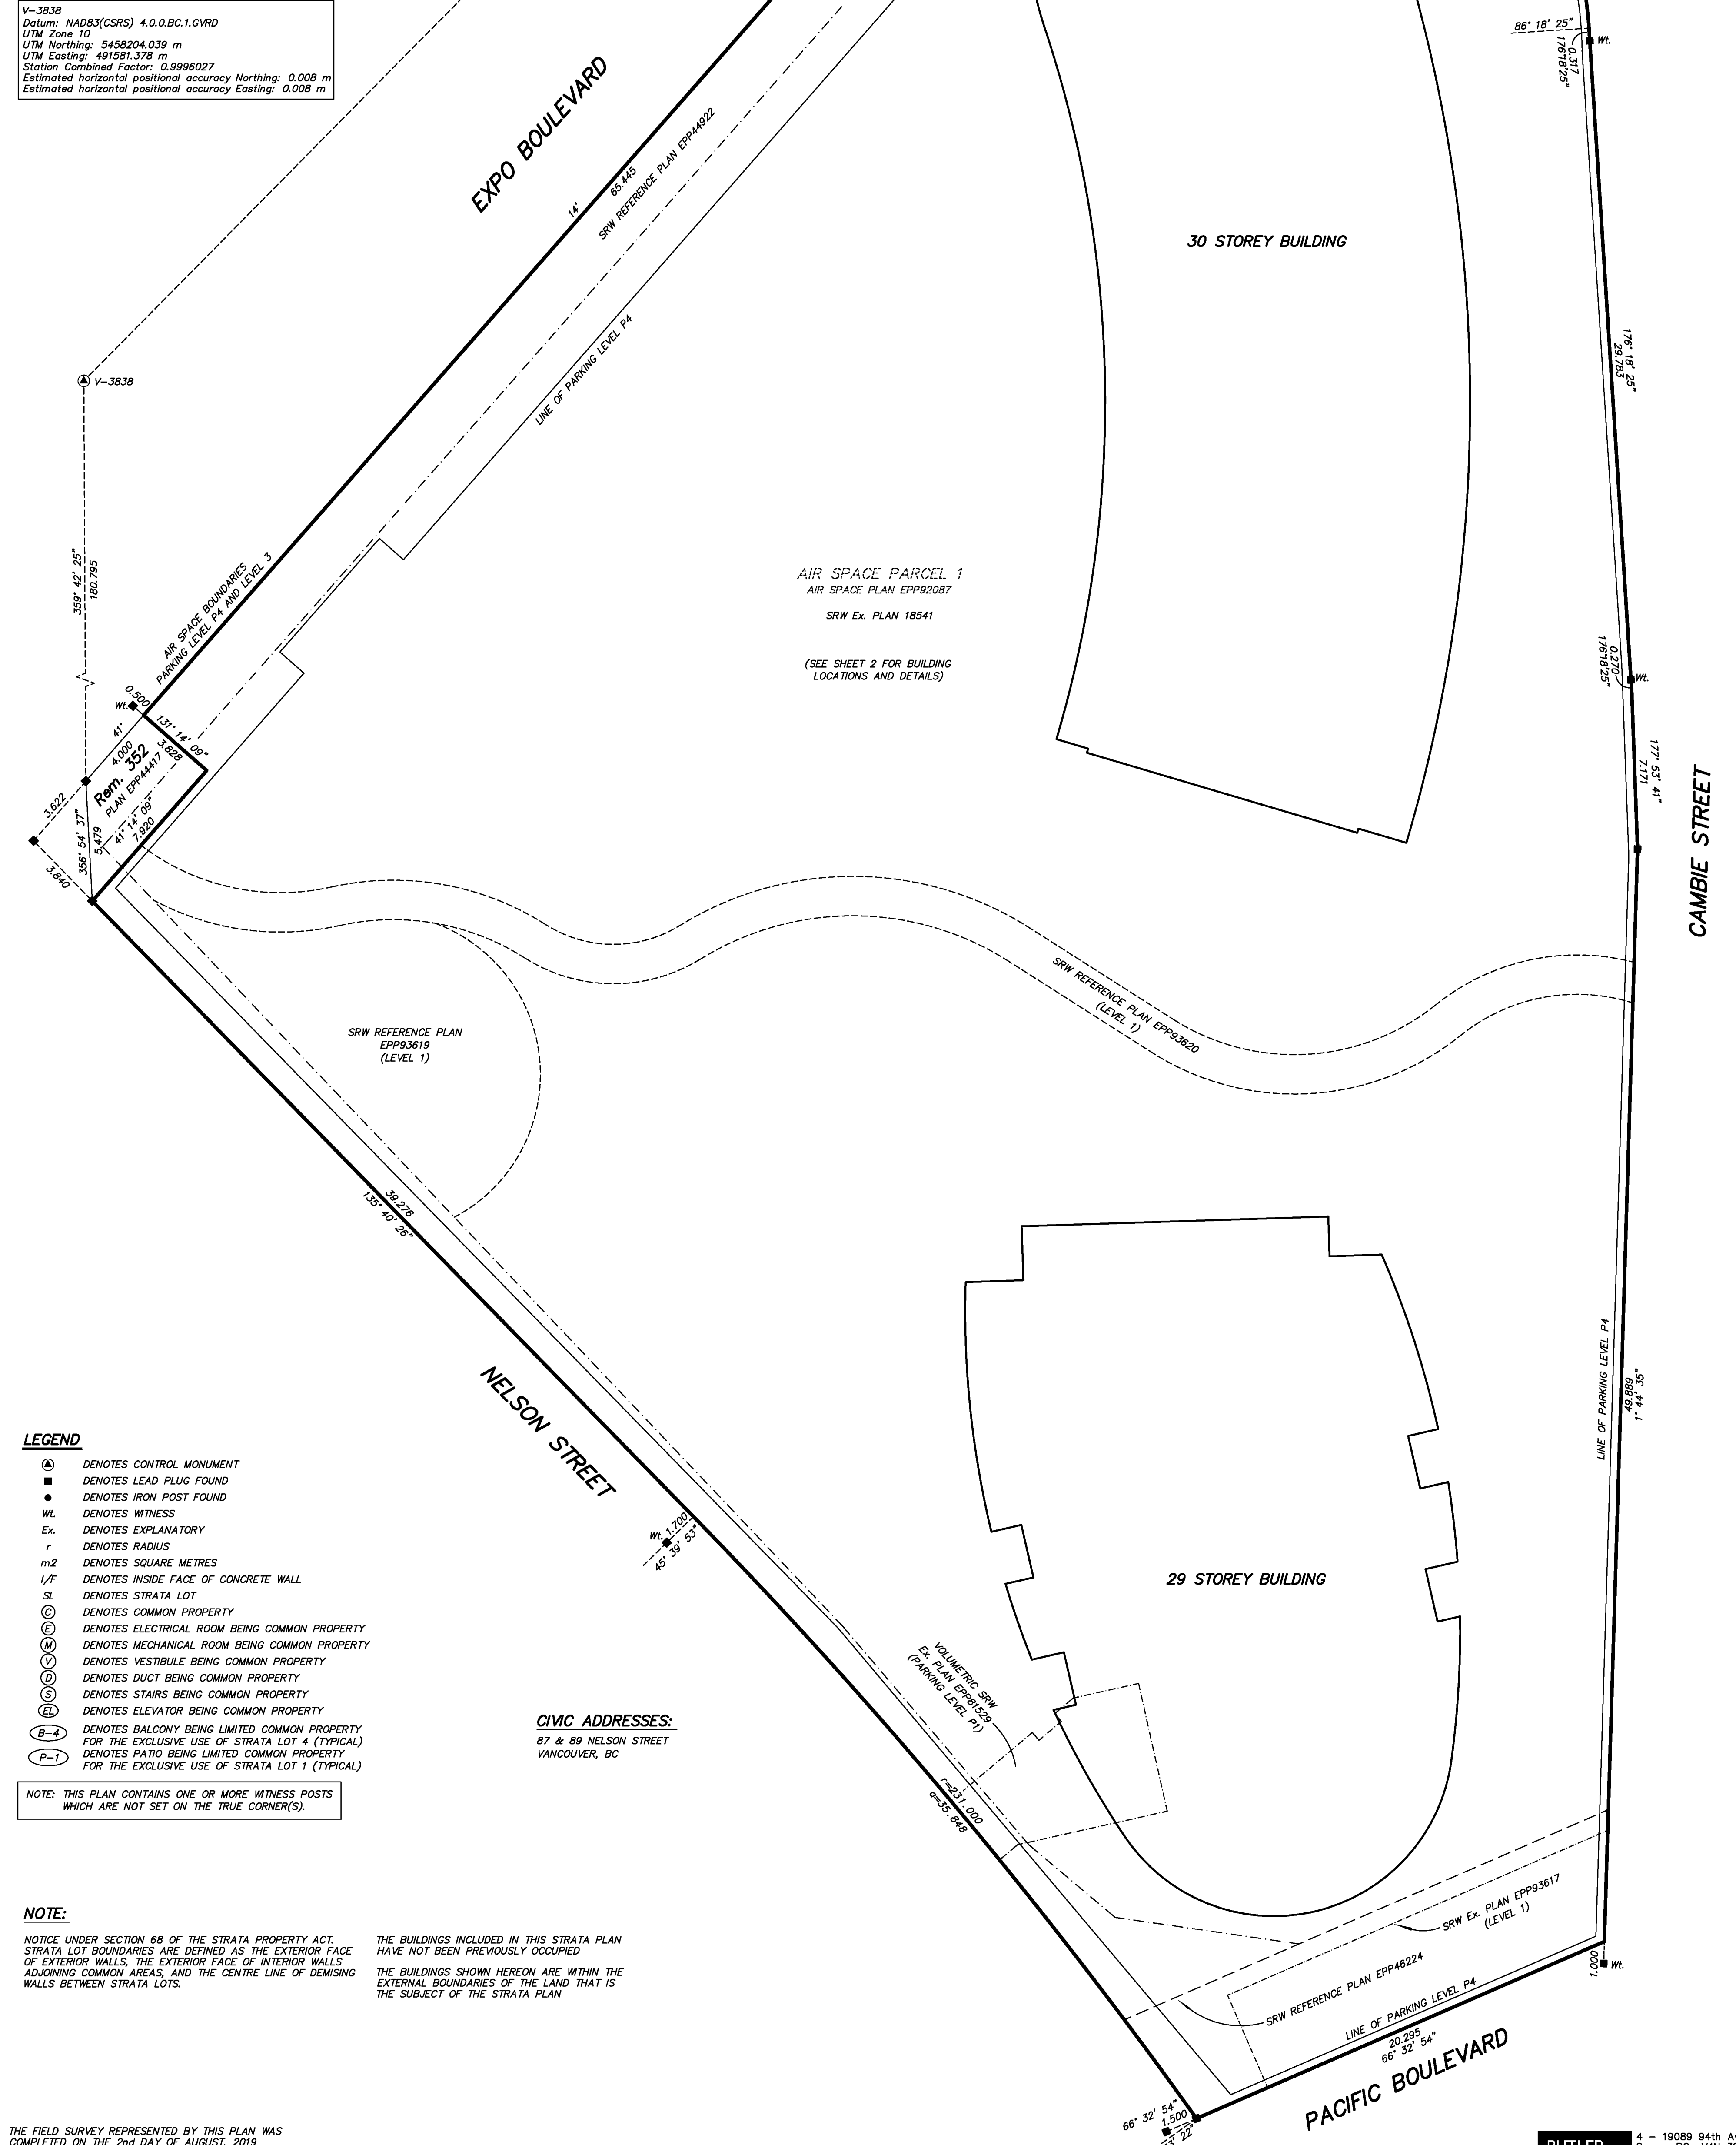 V-3838
Datum: NAD83(CSRS) 4.0.0.BC.1.GVRD
UTM Zone 10
UTM Northing: 5458204.039 m
UTM Easting: 491581.378 m
Station Combined Factor: 0.9996027
Estimated horizontal positional accuracy Northing: 0.008 m
Estimated horizontal positional accuracy Easting: 0.008 m
EXPO BOULEVARD
14'
65.445
SRW REFERENCE PLAN EPP44922
LINE OF PARKING LEVEL P4
30 STOREY BUILDING
86° 18' 25"
Wt.
0.317
176°18'25"
176° 18' 25"
29.783
V-3838
359° 42' 25"
180.795
AIR SPACE BOUNDARIES
PARKING LEVEL P4 AND LEVEL 3
AIR SPACE PARCEL 1
AIR SPACE PLAN EPP92087
SRW Ex. PLAN 18541
(SEE SHEET 2 FOR BUILDING
LOCATIONS AND DETAILS)
0.270
176°18'25"
Wt.
177° 53' 41"
7.171
CAMBIE STREET
0.500
Wt.
131° 14' 09"
3.828
41°
4.000
Rem. 352
PLAN EPP44417
41° 14' 09"
7.920
3.622
3.840
356° 54' 37"
5.479
SRW REFERENCE PLAN EPP93620
(LEVEL 1)
SRW REFERENCE PLAN
EPP93619
(LEVEL 1)
39.276
135° 40' 26"
NELSON STREET
LINE OF PARKING LEVEL P4
49.889
1° 44' 35"
Wt.
1.700
45° 39' 53"
29 STOREY BUILDING
VOLUMETRIC SRW
Ex. PLAN EPP81529
(PARKING LEVEL P1)
r=231.000
a=35.848
LEGEND
DENOTES CONTROL MONUMENT
DENOTES LEAD PLUG FOUND
DENOTES IRON POST FOUND
Wt. DENOTES WITNESS
Ex. DENOTES EXPLANATORY
r DENOTES RADIUS
m2 DENOTES SQUARE METRES
I/F DENOTES INSIDE FACE OF CONCRETE WALL
SL DENOTES STRATA LOT
C DENOTES COMMON PROPERTY
E DENOTES ELECTRICAL ROOM BEING COMMON PROPERTY
M DENOTES MECHANICAL ROOM BEING COMMON PROPERTY
V DENOTES VESTIBULE BEING COMMON PROPERTY
D DENOTES DUCT BEING COMMON PROPERTY
S DENOTES STAIRS BEING COMMON PROPERTY
EL DENOTES ELEVATOR BEING COMMON PROPERTY
B-4 DENOTES BALCONY BEING LIMITED COMMON PROPERTY
FOR THE EXCLUSIVE USE OF STRATA LOT 4 (TYPICAL)
P-1 DENOTES PATIO BEING LIMITED COMMON PROPERTY
FOR THE EXCLUSIVE USE OF STRATA LOT 1 (TYPICAL)
NOTE: THIS PLAN CONTAINS ONE OR MORE WITNESS POSTS
WHICH ARE NOT SET ON THE TRUE CORNER(S).
CIVIC ADDRESSES:
87 & 89 NELSON STREET
VANCOUVER, BC
NOTE:
NOTICE UNDER SECTION 68 OF THE STRATA PROPERTY ACT.
STRATA LOT BOUNDARIES ARE DEFINED AS THE EXTERIOR FACE
OF EXTERIOR WALLS, THE EXTERIOR FACE OF INTERIOR WALLS
ADJOINING COMMON AREAS, AND THE CENTRE LINE OF DEMISING
WALLS BETWEEN STRATA LOTS.
THE BUILDINGS INCLUDED IN THIS STRATA PLAN
HAVE NOT BEEN PREVIOUSLY OCCUPIED
THE BUILDINGS SHOWN HEREON ARE WITHIN THE
EXTERNAL BOUNDARIES OF THE LAND THAT IS
THE SUBJECT OF THE STRATA PLAN
SRW Ex. PLAN EPP93617
(LEVEL 1)
SRW REFERENCE PLAN EPP46224
LINE OF PARKING LEVEL P4
1.000
Wt.
20.295
66° 32' 54"
PACIFIC BOULEVARD
66° 32' 54"
1.500
22"
THE FIELD SURVEY REPRESENTED BY THIS PLAN WAS
COMPLETED ON THE 2nd DAY OF AUGUST, 2019
BUTLER
4 - 19089 94th